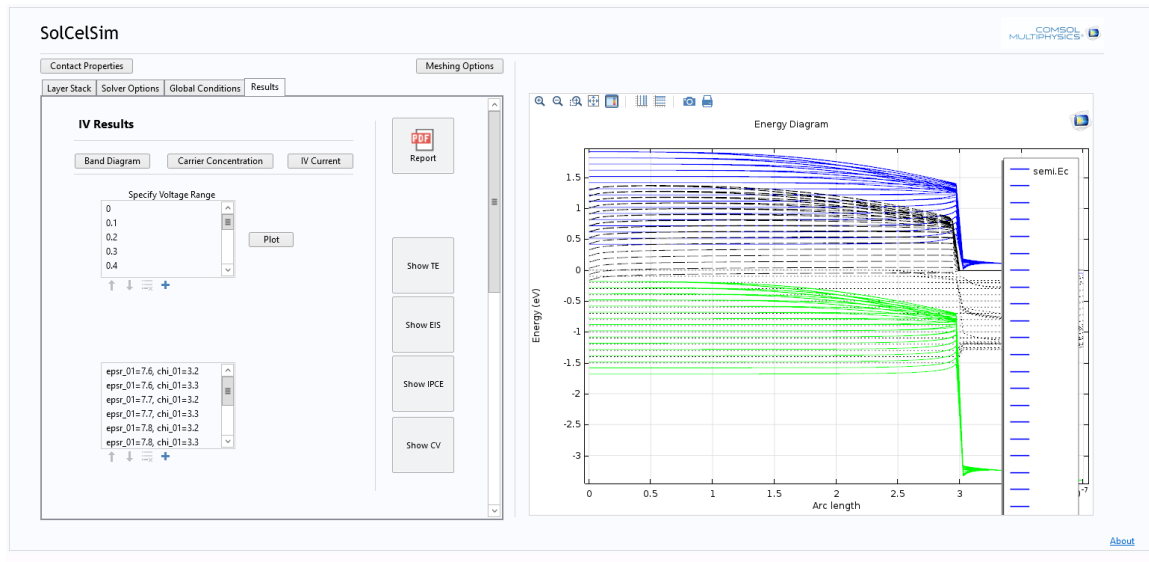 SolCelSim
COMSOL
MULTIPHYSICS®
Contact Properties
Meshing Options
Layer Stack
Solver Options
Global Conditions
Results
IV Results
Band Diagram
Carrier Concentration
IV Current
Specify Voltage Range
0
0.1
0.2
0.3
0.4
Plot
epsr_01=7.6, chi_01=3.2
epsr_01=7.6, chi_01=3.3
epsr_01=7.7, chi_01=3.2
epsr_01=7.7, chi_01=3.3
epsr_01=7.8, chi_01=3.2
epsr_01=7.8, chi_01=3.3
PDF
Report
Show TE
Show EIS
Show IPCE
Show CV
Energy Diagram
semi.Ec
Energy (eV)
1.5
1
0.5
0
-0.5
-1
-1.5
-2
-2.5
-3
0
0.5
1
1.5
2
2.5
3
-7
Arc length
About